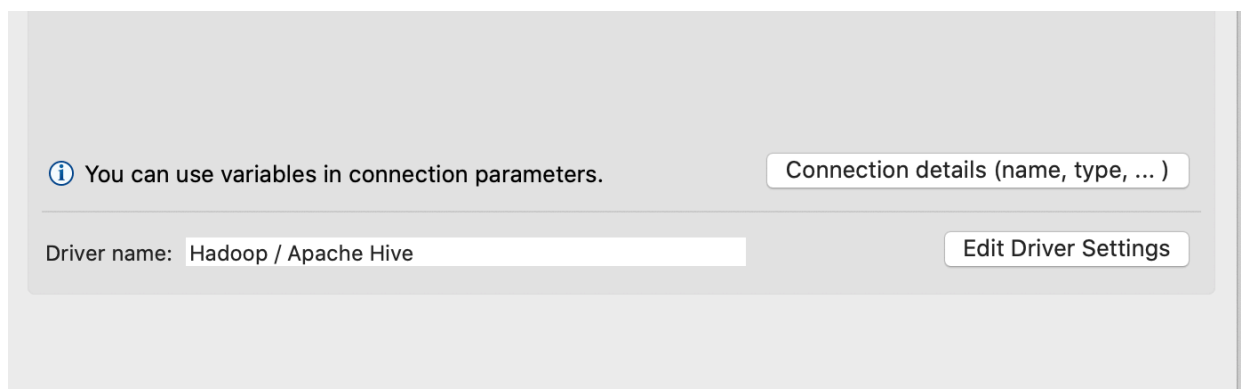 You can use variables in connection parameters.
Connection details (name, type, ... )
Driver name: Hadoop / Apache Hive
Edit Driver Settings